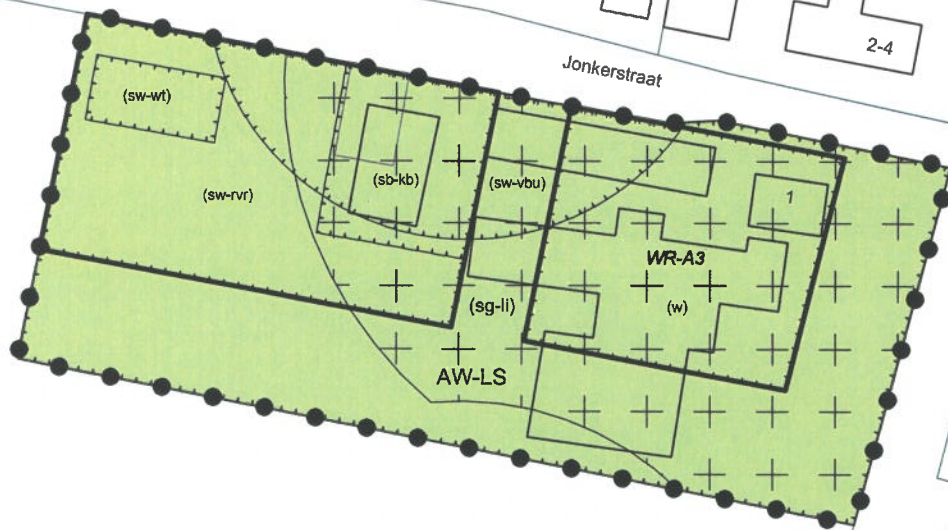 2-4
Jonkerstraat
(sw-wt)
(sb-kb)
(sw-vbu)
(sw-rvr)
1
WR-A3
(sg-li)
(w)
AW-LS